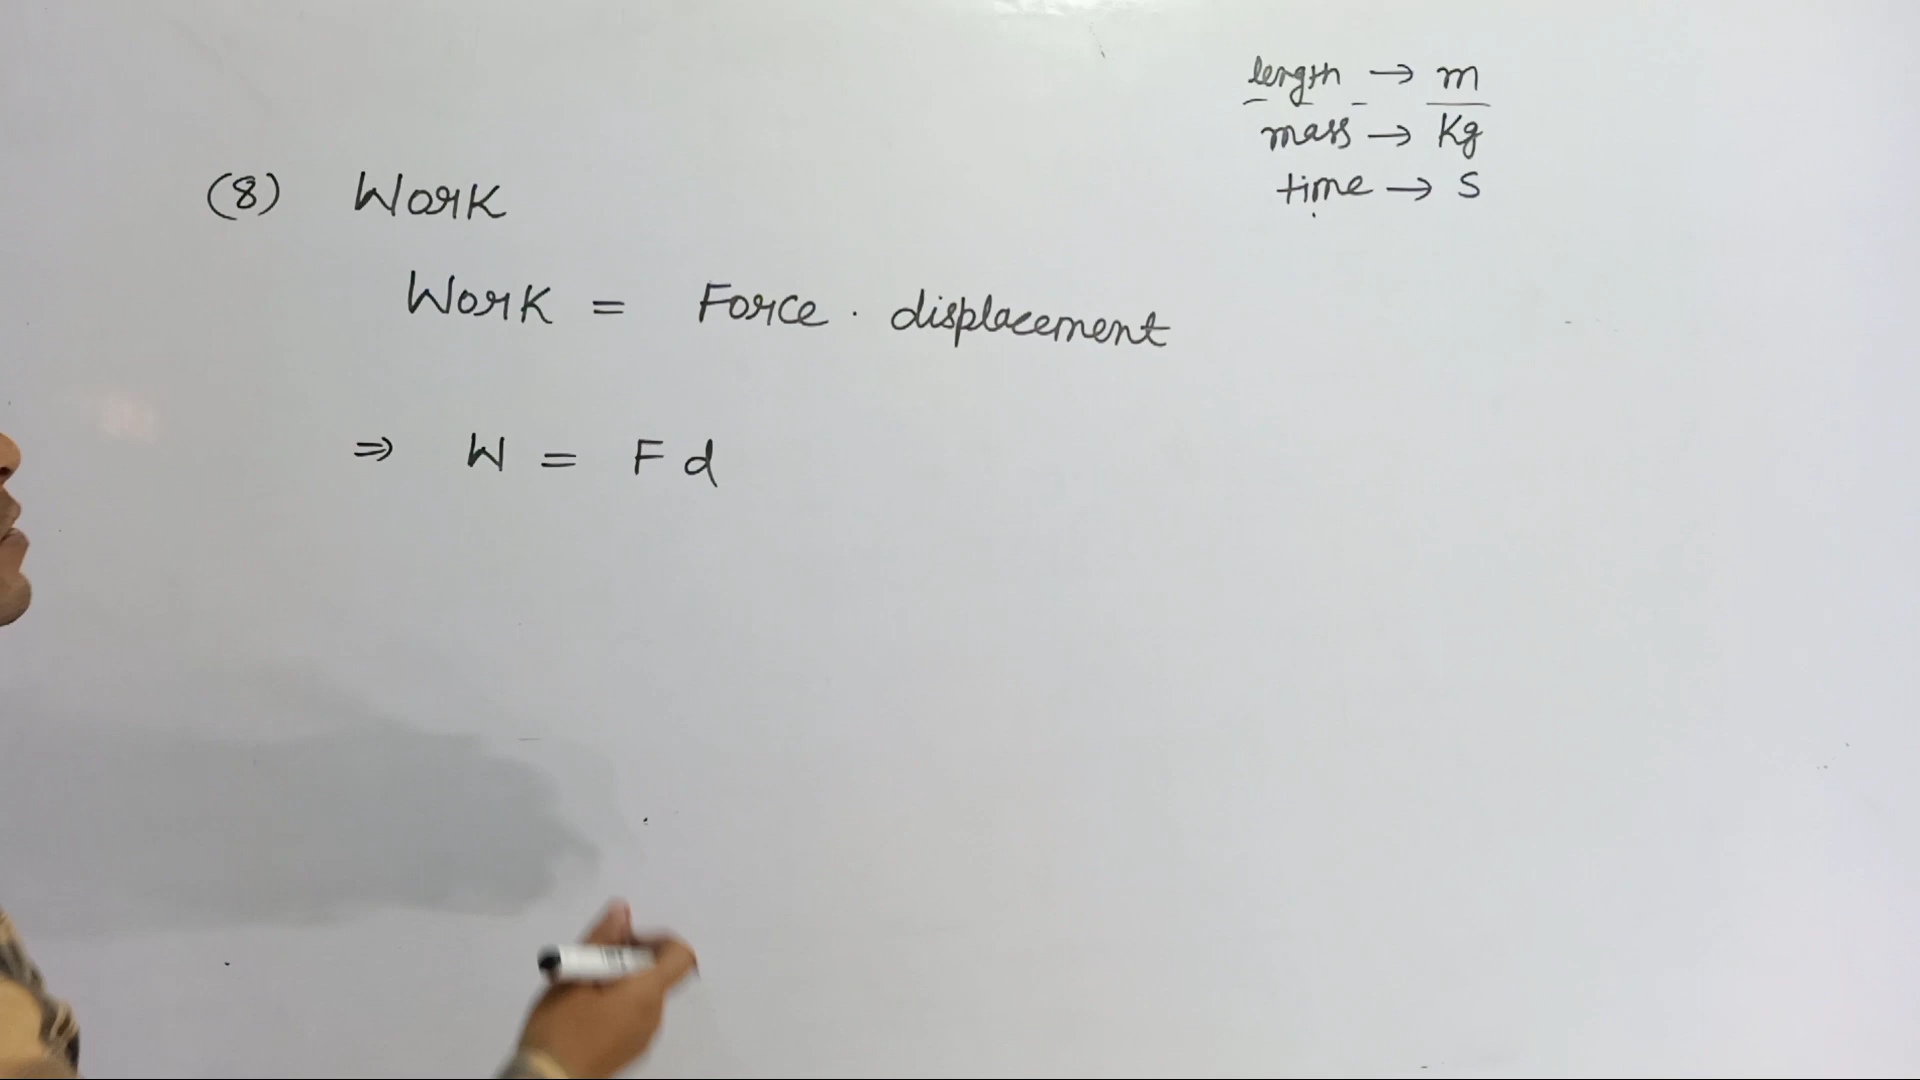 length → m
mass → Kg
time → s
(8) Work
Work = Force . displacement
⇒ W = F d